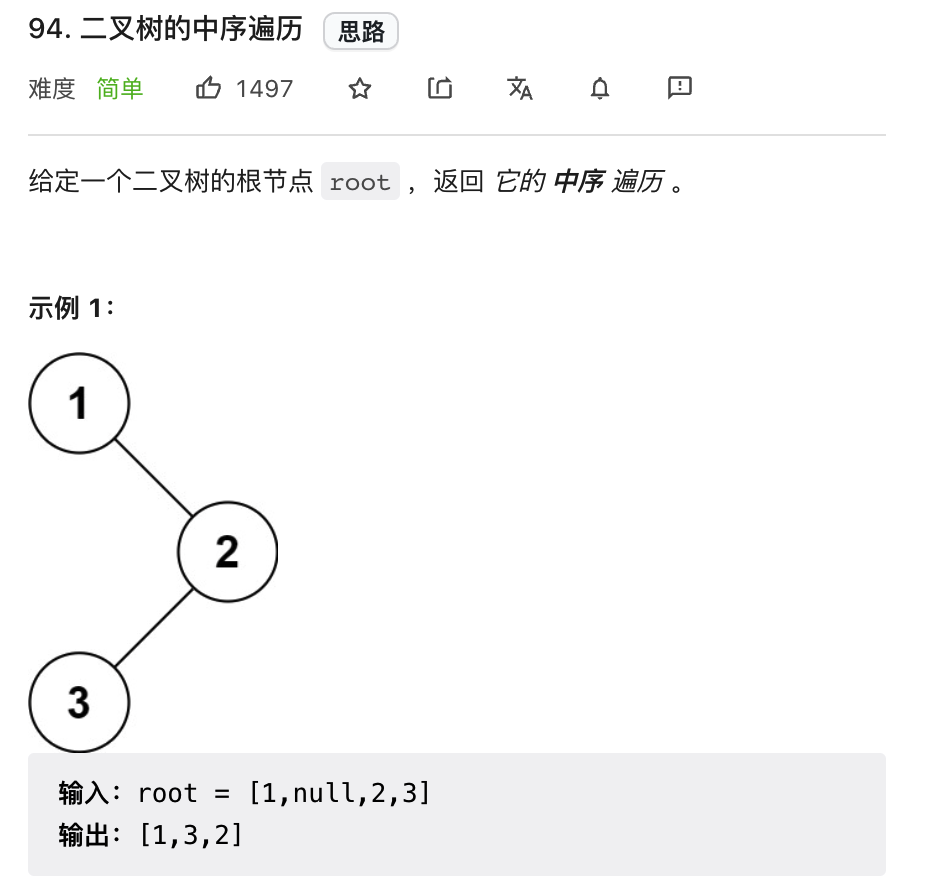 94. 二叉树的中序遍历 思路
难度 简单 1497
给定一个二叉树的根节点 root ，返回 它的 中序 遍历 。
示例 1：
1
2
3
输入：root = [1,null,2,3]
输出：[1,3,2]